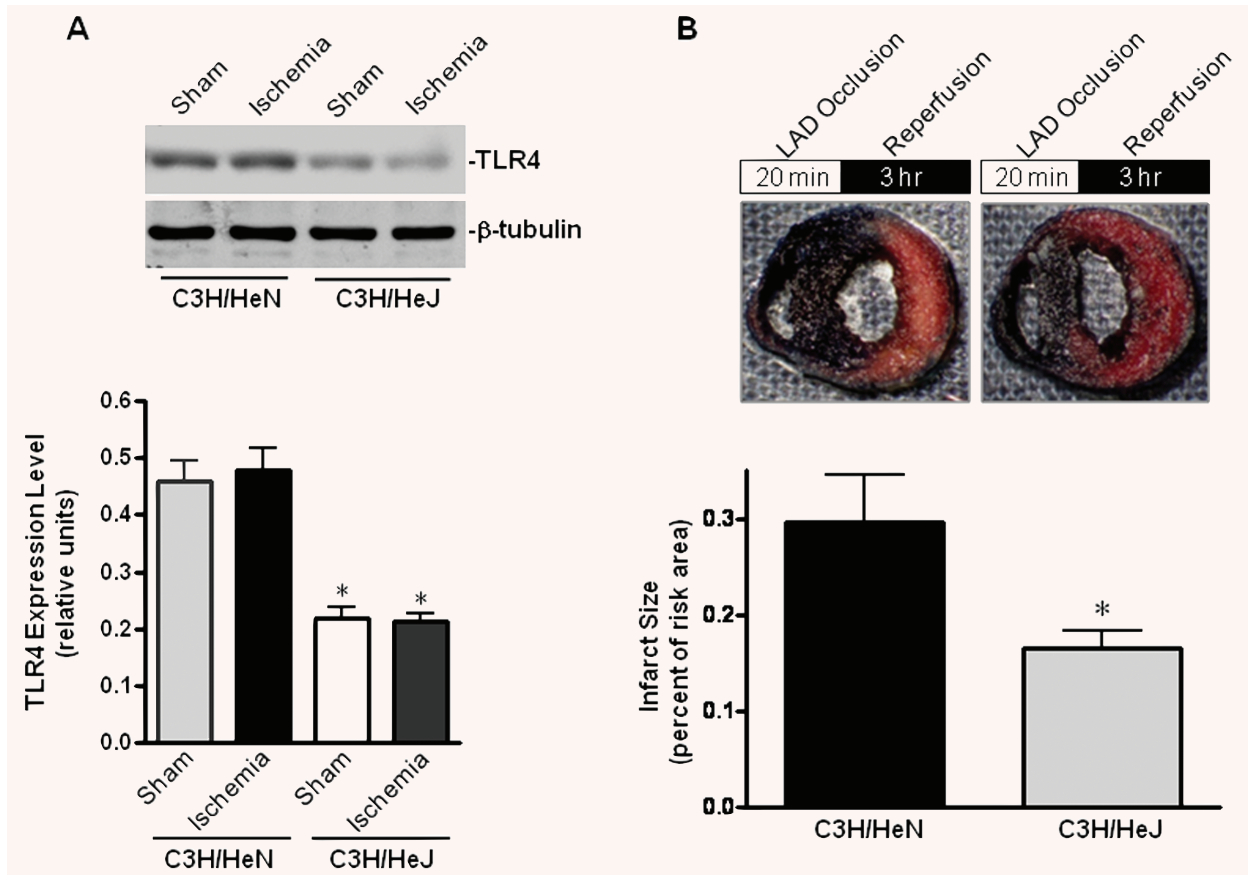 A
Sham
Ischemia
Sham
Ischemia
-TLR4
-β-tubulin
C3H/HeN
C3H/HeJ
TLR4 Expression Level
(relative units)
0.6
0.5
0.4
0.3
0.2
0.1
0.0
*
*
Sham
Ischemia
Sham
Ischemia
C3H/HeN
C3H/HeJ
B
LAD Occlusion
Reperfusion
LAD Occlusion
Reperfusion
20 min
3 hr
20 min
3 hr
Infarct Size
(percent of risk area)
0.3
0.2
0.1
0.0
*
C3H/HeN
C3H/HeJ